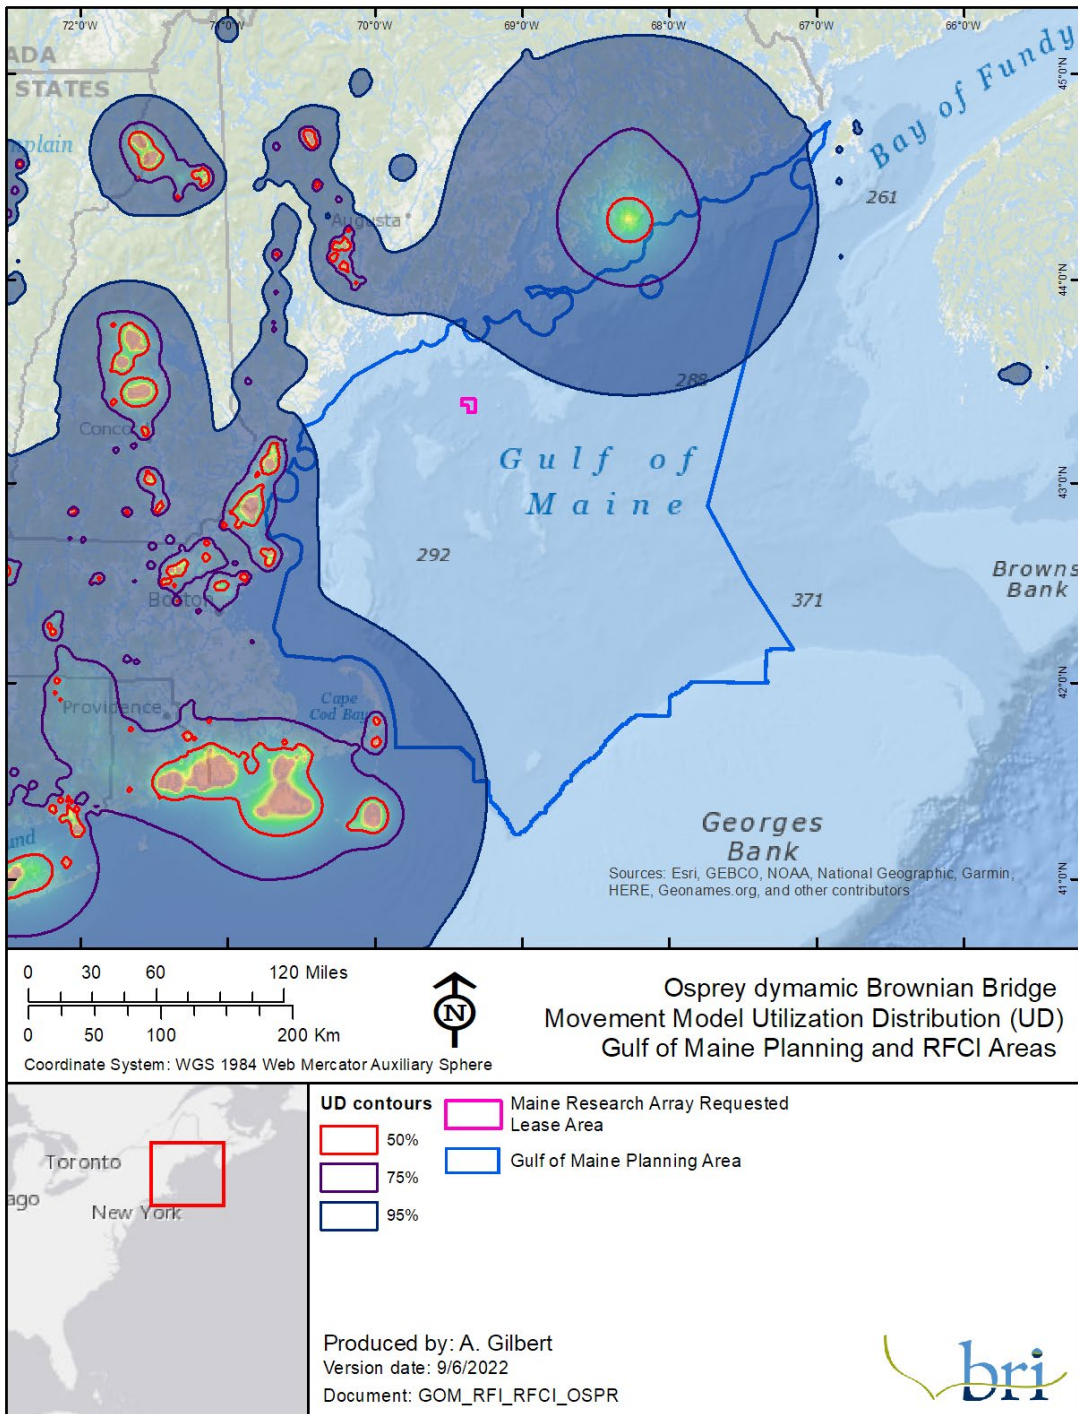 72°0'W
71°0'W
70°0'W
69°0'W
68°0'W
67°0'W
66°0'W
ADA
STATES
nplain
Bay of Fundy
45°0'N
261
Augusta
44°0'N
288
Concord
Gulf of
Maine
43°0'N
292
371
Browns
Bank
Boston
42°0'N
Cape
Cod Bay
Providence
Georges
Bank
und
41°0'N
Sources: Esri, GEBCO, NOAA, National Geographic, Garmin,
HERE, Geonames.org, and other contributors
0 30 60 120 Miles
0 50 100 200 Km
Coordinate System: WGS 1984 Web Mercator Auxiliary Sphere
N
Osprey dymamic Brownian Bridge
Movement Model Utilization Distribution (UD)
Gulf of Maine Planning and RFCI Areas
Toronto
ago
New York
UD contours
50%
75%
95%
Maine Research Array Requested
Lease Area
Gulf of Maine Planning Area
Produced by: A. Gilbert
Version date: 9/6/2022
Document: GOM_RFI_RFCI_OSPR
bri